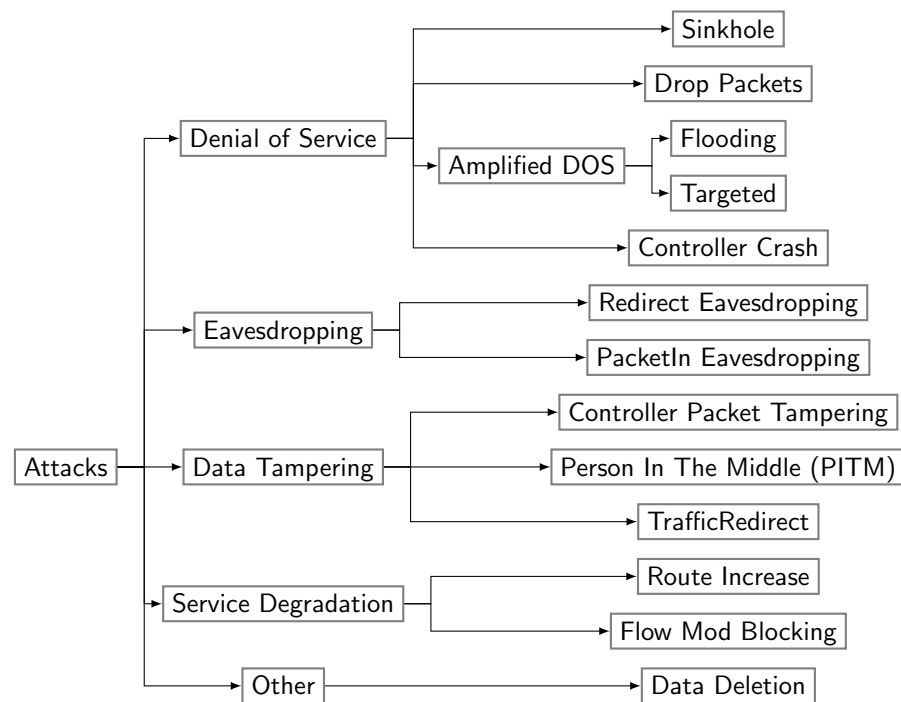 Sinkhole
Drop Packets
Denial of Service
Flooding
Amplified DOS
Targeted
Controller Crash
Redirect Eavesdropping
Eavesdropping
PacketIn Eavesdropping
Controller Packet Tampering
Attacks
Data Tampering
Person In The Middle (PITM)
TrafficRedirect
Route Increase
Service Degradation
Flow Mod Blocking
Other
Data Deletion